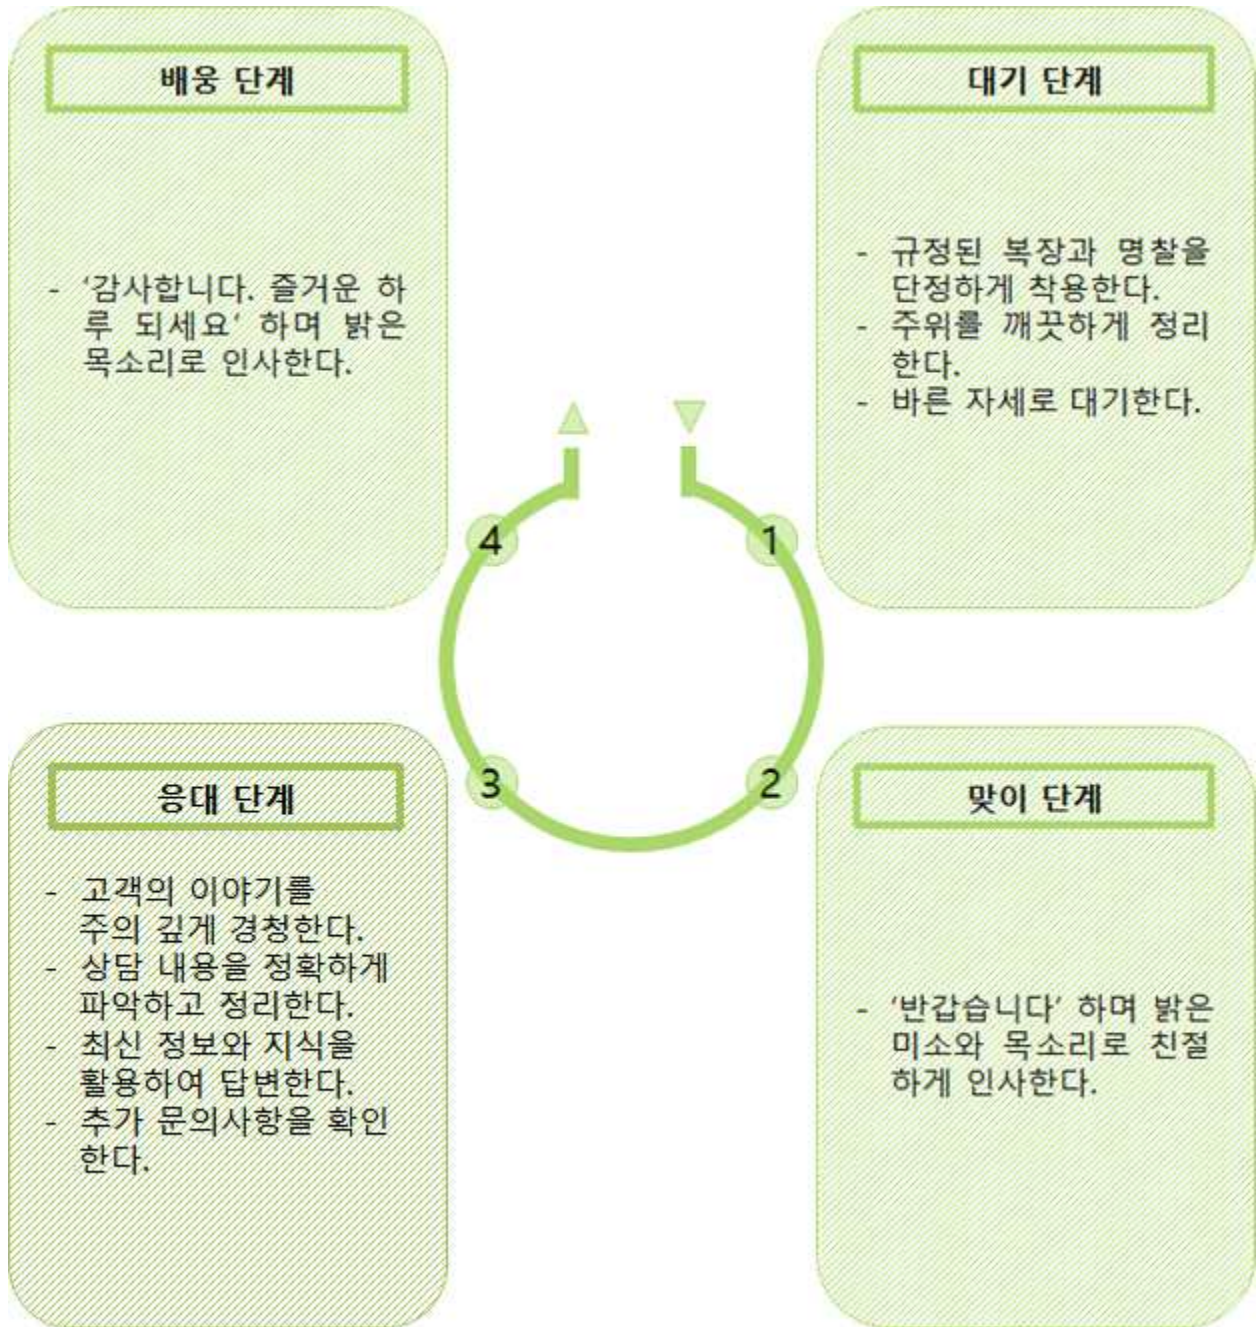 배웅 단계
- ‘감사합니다. 즐거운 하
루 되세요’ 하며 밝은
목소리로 인사한다.
대기 단계
- 규정된 복장과 명찰을
단정하게 착용한다.
- 주위를 깨끗하게 정리
한다.
- 바른 자세로 대기한다.
4
1
3
2
응대 단계
- 고객의 이야기를
주의 깊게 경청한다.
- 상담 내용을 정확하게
파악하고 정리한다.
- 최신 정보와 지식을
활용하여 답변한다.
- 추가 문의사항을 확인
한다.
맞이 단계
- ‘반갑습니다’ 하며 밝은
미소와 목소리로 친절
하게 인사한다.